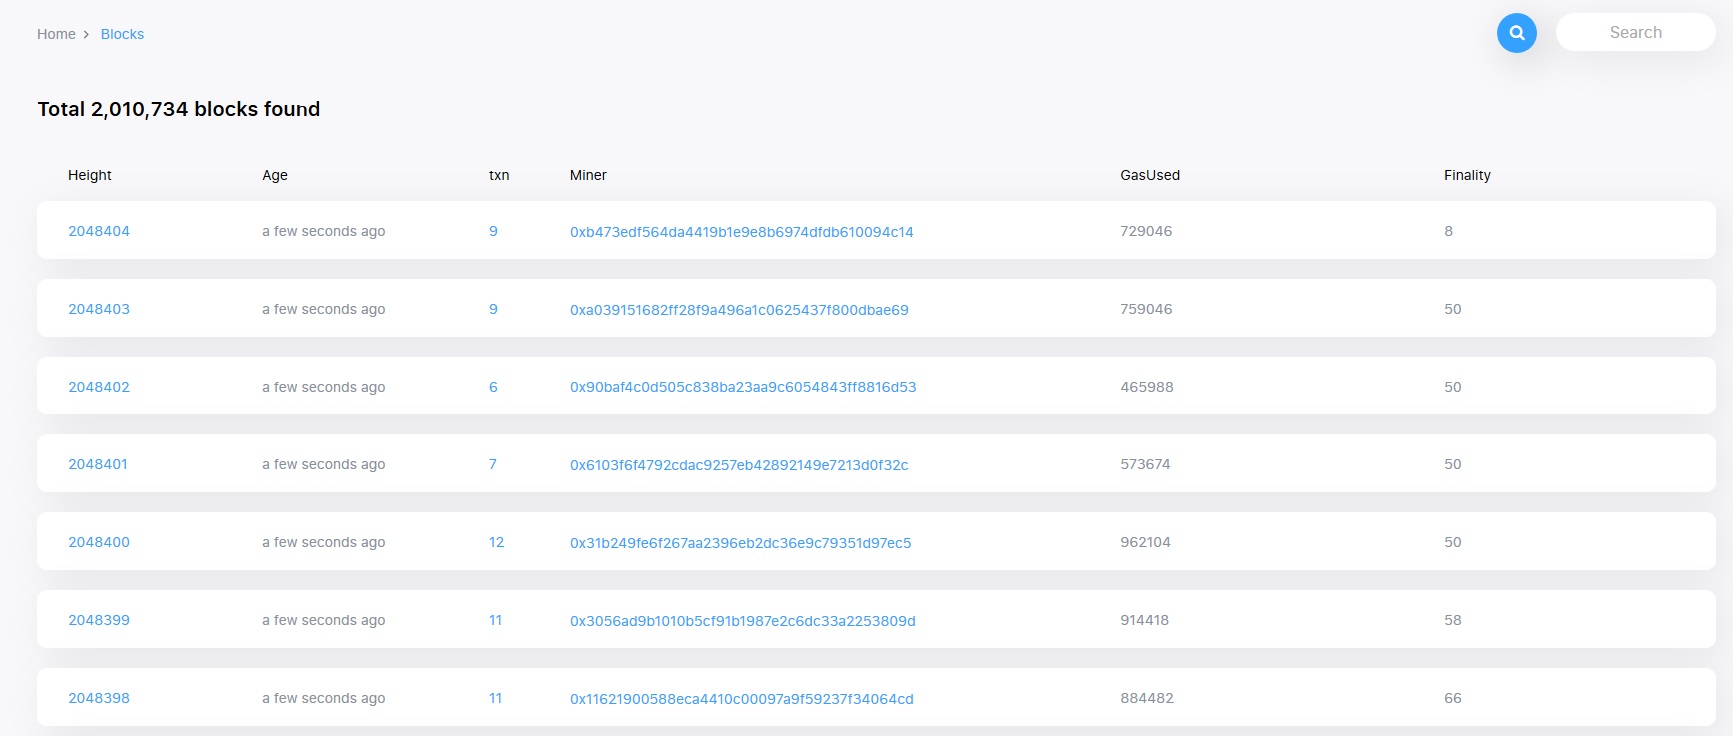 Home > Blocks
Search
Total 2,010,734 blocks found
Height Age txn Miner GasUsed Finality
2048404 a few seconds ago 9 0xb473edf564da4419b1e9e8b6974dfdb610094c14 729046 8
2048403 a few seconds ago 9 0xa039151682ff28f9a496a1c0625437f800dbae69 759046 50
2048402 a few seconds ago 6 0x90baf4c0d505c838ba23aa9c6054843ff8816d53 465988 50
2048401 a few seconds ago 7 0x6103f6f4792cdac9257eb42892149e7213d0f32c 573674 50
2048400 a few seconds ago 12 0x31b249fe6f267aa2396eb2dc36e9c79351d97ec5 962104 50
2048399 a few seconds ago 11 0x3056ad9b1010b5cf91b1987e2c6dc33a2253809d 914418 58
2048398 a few seconds ago 11 0x11621900588eca4410c00097a9f59237f34064cd 884482 66